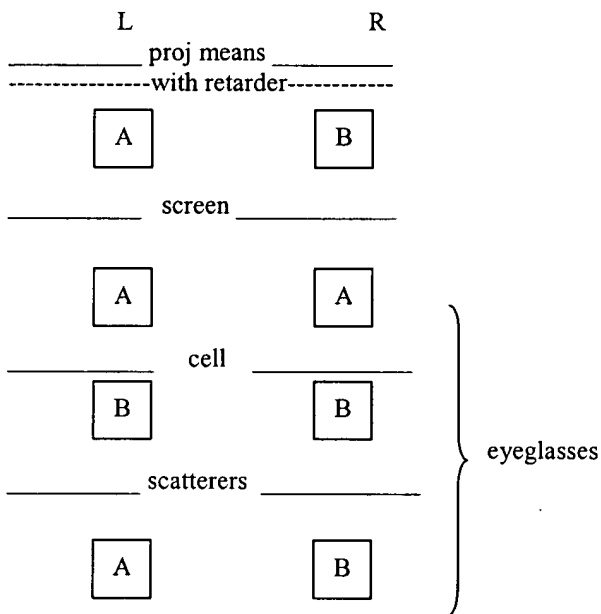 L R
proj means
with retarder
A B
screen
A A
cell
B B
eyeglasses
scatterers
A B